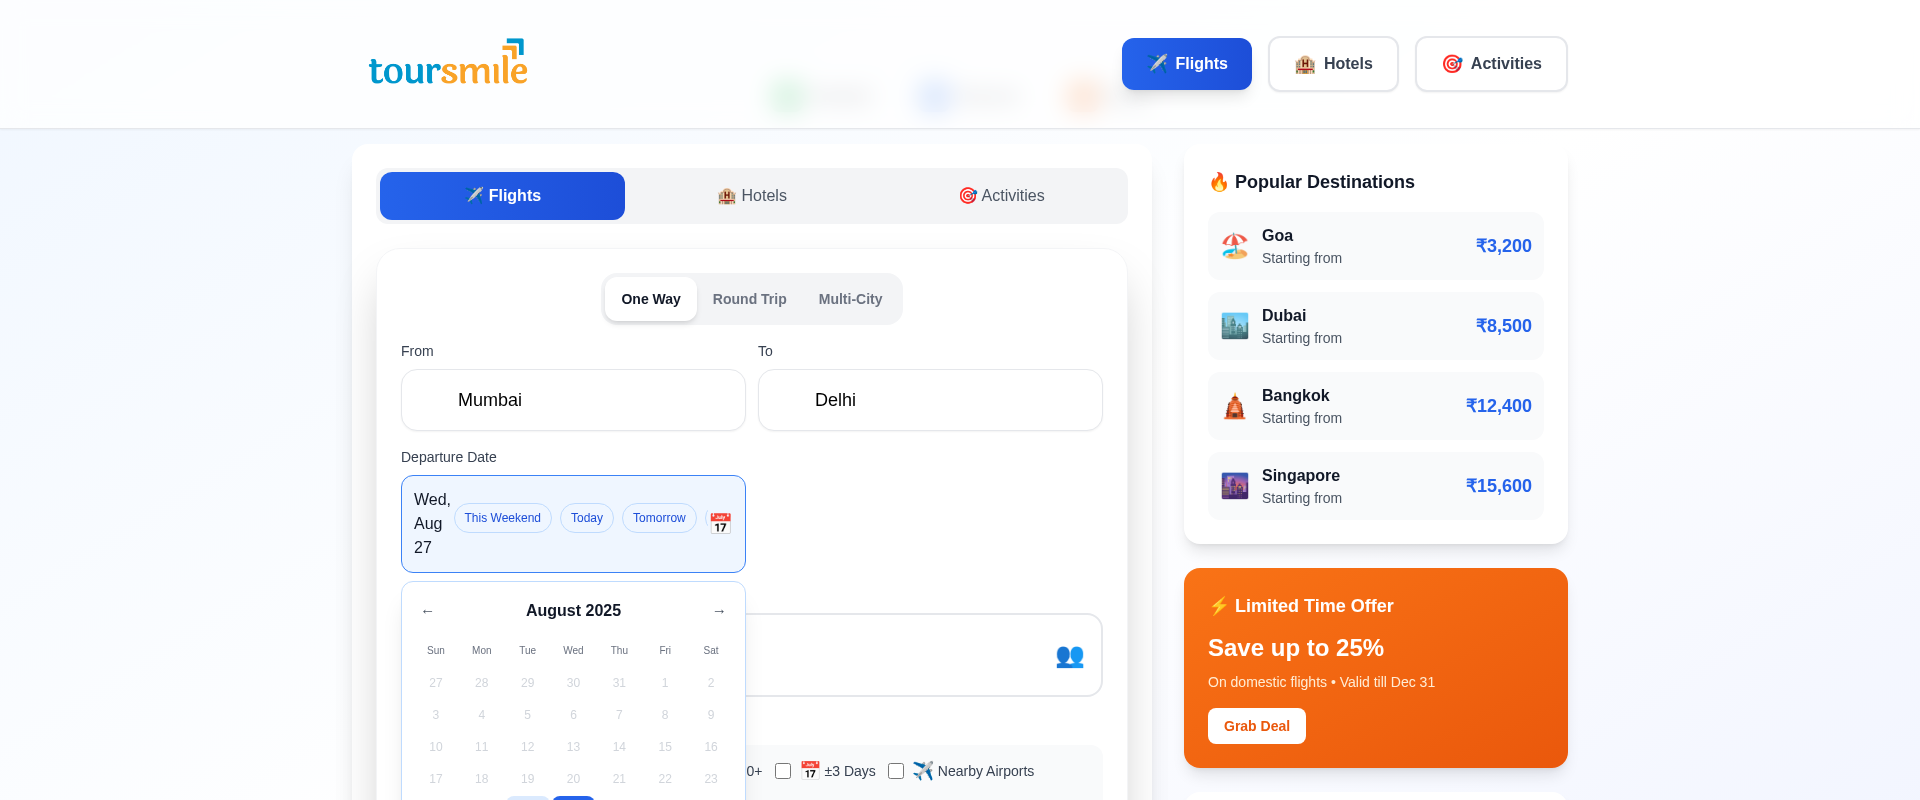 toursmile
✈️ Flights
🏨 Hotels
🎯 Activities
✈️ Flights
🏨 Hotels
🎯 Activities
One Way
Round Trip
Multi-City
From
To
Mumbai
Delhi
Departure Date
Wed,
Aug
27
This Weekend
Today
Tomorrow
←
August 2025
→
Sun Mon Tue Wed Thu Fri Sat
27 28 29 30 31 1 2
3 4 5 6 7 8 9
10 11 12 13 14 15 16
17 18 19 20 21 22 23
0+
±3 Days
Nearby Airports
🔥 Popular Destinations
Goa
Starting from
₹3,200
Dubai
Starting from
₹8,500
Bangkok
Starting from
₹12,400
Singapore
Starting from
₹15,600
⚡ Limited Time Offer
Save up to 25%
On domestic flights • Valid till Dec 31
Grab Deal